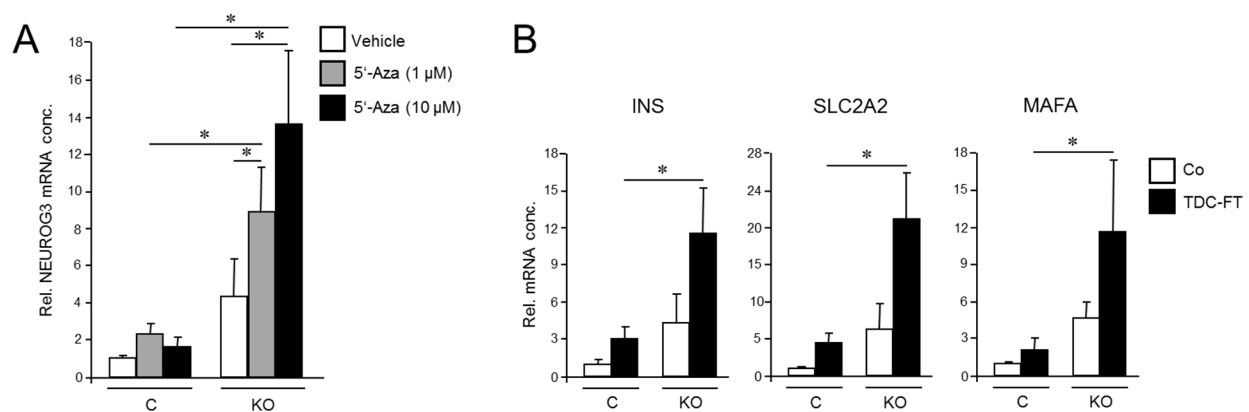 A
Rel. NEUROG3 mRNA conc.
18
16
14
12
10
8
6
4
2
0
*
*
*
*
C
KO
Vehicle
5‘-Aza (1 µM)
5‘-Aza (10 µM)
B
Rel. mRNA conc.
INS
18
15
12
9
6
3
0
*
C
KO
SLC2A2
28
24
20
15
10
5
0
*
C
KO
MAFA
18
15
12
9
6
3
0
*
C
KO
Co
TDC-FT